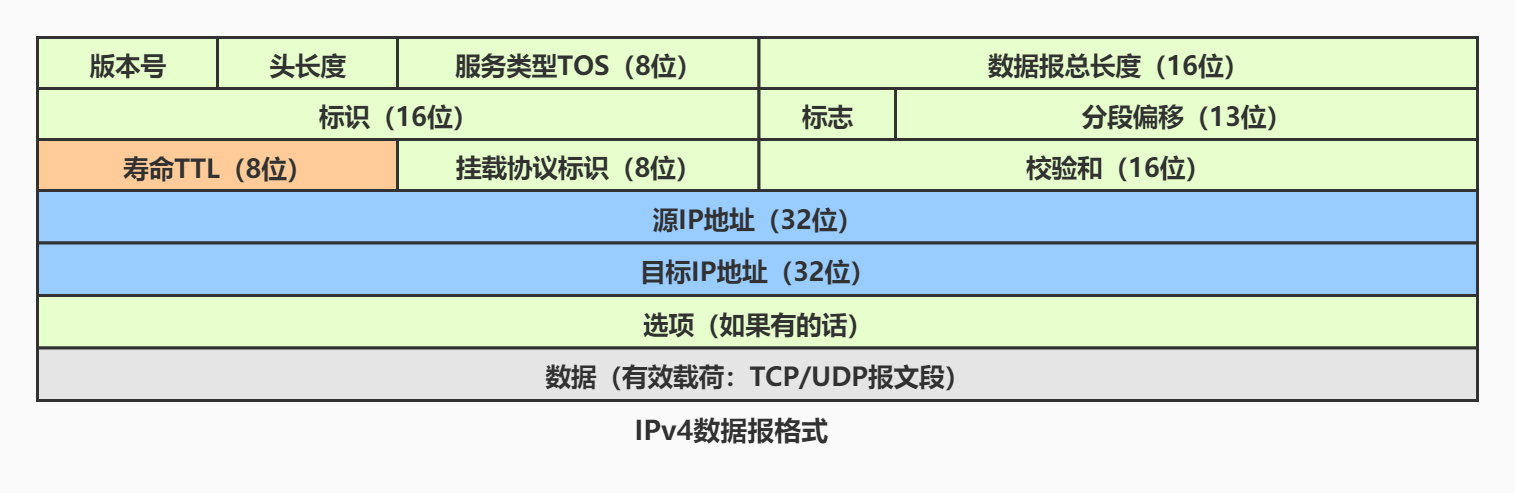 版本号 头长度 服务类型TOS（8位） 数据报总长度（16位）
标识（16位） 标志 分段偏移（13位）
寿命TTL（8位） 挂载协议标识（8位） 校验和（16位）
源IP地址（32位）
目标IP地址（32位）
选项（如果有的话）
数据（有效载荷：TCP/UDP报文段）
IPv4数据报格式